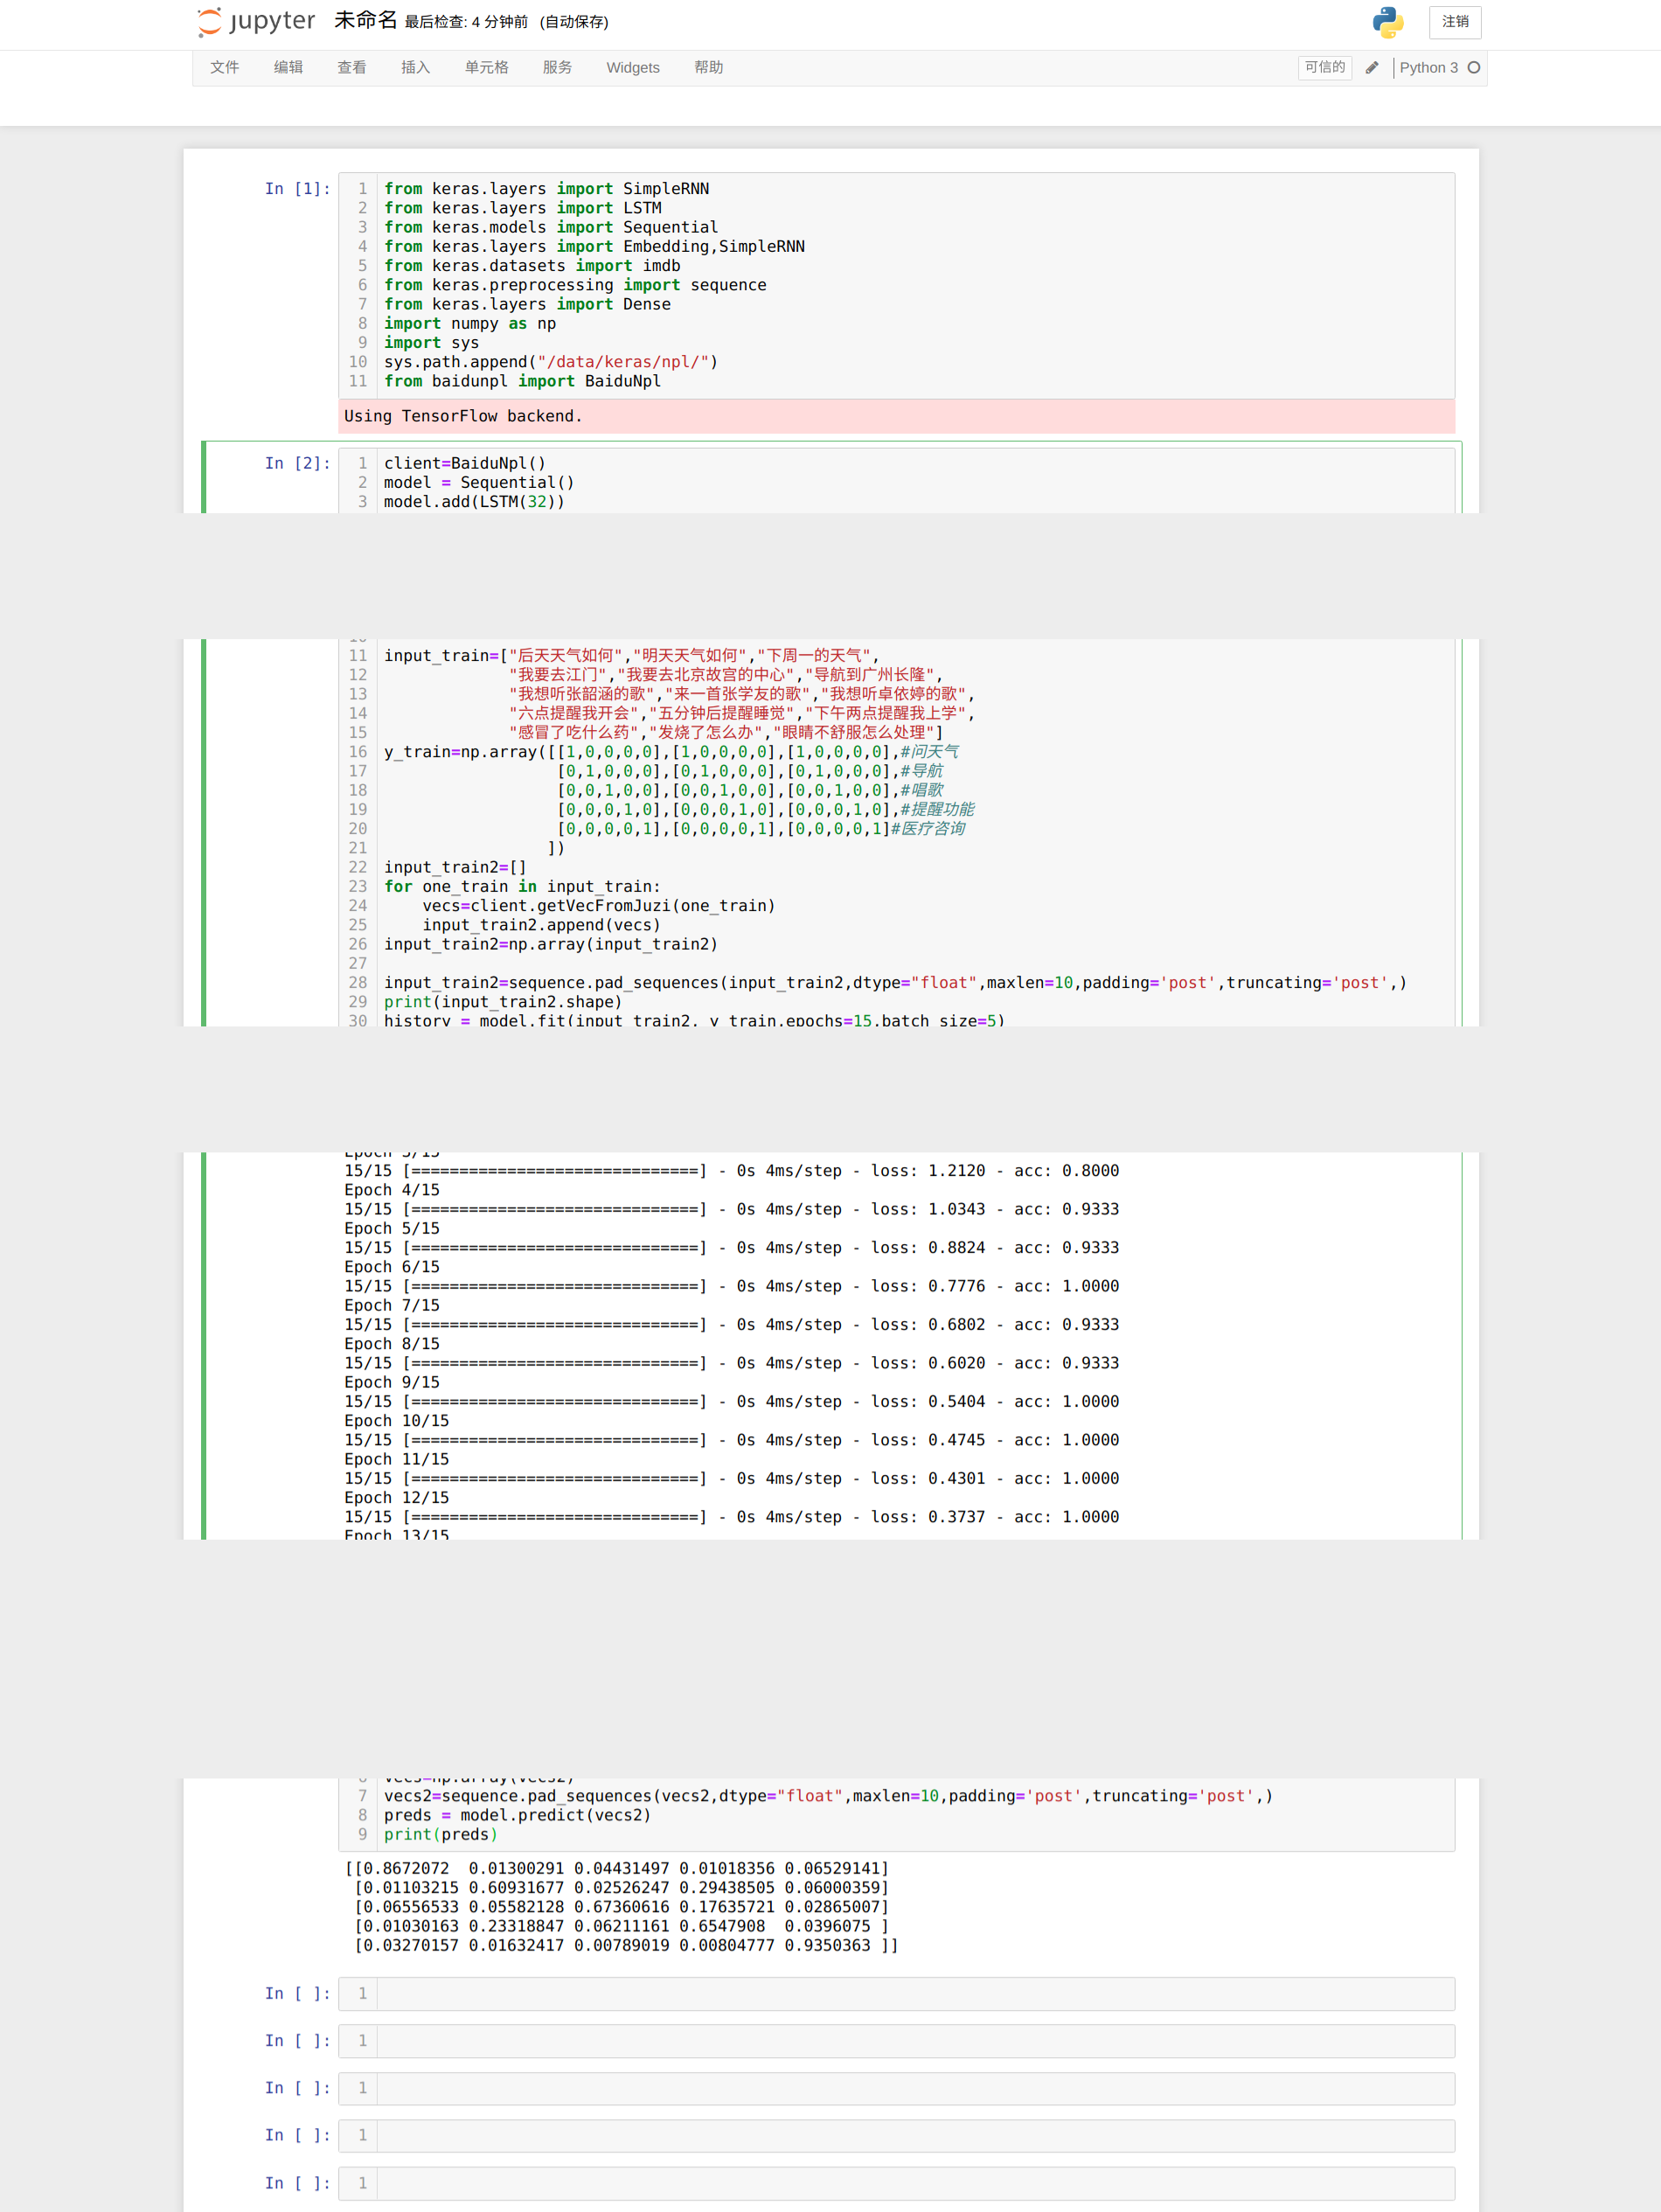 jupyter 未命名 最后检查: 4 分钟前 (自动保存) 注销
文件 编辑 查看 插入 单元格 服务 Widgets 帮助 可信的 Python 3
In [1]:
1 from keras.layers import SimpleRNN
2 from keras.layers import LSTM
3 from keras.models import Sequential
4 from keras.layers import Embedding,SimpleRNN
5 from keras.datasets import imdb
6 from keras.preprocessing import sequence
7 from keras.layers import Dense
8 import numpy as np
9 import sys
10 sys.path.append("/data/keras/npl/")
11 from baidunpl import BaiduNpl
Using TensorFlow backend.
In [2]:
1 client=BaiduNpl()
2 model = Sequential()
3 model.add(LSTM(32))
10
11 input_train=["后天天气如何","明天天气如何","下周一的天气",
12 "我要去江门","我要去北京故宫的中心","导航到广州长隆",
13 "我想听张韶涵的歌","来一首张学友的歌","我想听卓依婷的歌",
14 "六点提醒我开会","五分钟后提醒睡觉","下午两点提醒我上学",
15 "感冒了吃什么药","发烧了怎么办","眼睛不舒服怎么处理"]
16 y_train=np.array([[1,0,0,0,0],[1,0,0,0,0],[1,0,0,0,0],#问天气
17 [0,1,0,0,0],[0,1,0,0,0],[0,1,0,0,0],#导航
18 [0,0,1,0,0],[0,0,1,0,0],[0,0,1,0,0],#唱歌
19 [0,0,0,1,0],[0,0,0,1,0],[0,0,0,1,0],#提醒功能
20 [0,0,0,0,1],[0,0,0,0,1],[0,0,0,0,1]#医疗咨询
21 ])
22 input_train2=[]
23 for one_train in input_train:
24 vecs=client.getVecFromJuzi(one_train)
25 input_train2.append(vecs)
26 input_train2=np.array(input_train2)
27
28 input_train2=sequence.pad_sequences(input_train2,dtype="float",maxlen=10,padding='post',truncating='post',)
29 print(input_train2.shape)
30 history = model.fit(input_train2, y_train,epochs=15,batch_size=5)
Epoch 3/15
15/15 [==============================] - 0s 4ms/step - loss: 1.2120 - acc: 0.8000
Epoch 4/15
15/15 [==============================] - 0s 4ms/step - loss: 1.0343 - acc: 0.9333
Epoch 5/15
15/15 [==============================] - 0s 4ms/step - loss: 0.8824 - acc: 0.9333
Epoch 6/15
15/15 [==============================] - 0s 4ms/step - loss: 0.7776 - acc: 1.0000
Epoch 7/15
15/15 [==============================] - 0s 4ms/step - loss: 0.6802 - acc: 0.9333
Epoch 8/15
15/15 [==============================] - 0s 4ms/step - loss: 0.6020 - acc: 0.9333
Epoch 9/15
15/15 [==============================] - 0s 4ms/step - loss: 0.5404 - acc: 1.0000
Epoch 10/15
15/15 [==============================] - 0s 4ms/step - loss: 0.4745 - acc: 1.0000
Epoch 11/15
15/15 [==============================] - 0s 4ms/step - loss: 0.4301 - acc: 1.0000
Epoch 12/15
15/15 [==============================] - 0s 4ms/step - loss: 0.3737 - acc: 1.0000
Epoch 13/15
6 vecs=np.array(vecs2)
7 vecs2=sequence.pad_sequences(vecs2,dtype="float",maxlen=10,padding='post',truncating='post',)
8 preds = model.predict(vecs2)
9 print(preds)
[[0.8672072 0.01300291 0.04431497 0.01018356 0.06529141]
[0.01103215 0.60931677 0.02526247 0.29438505 0.06000359]
[0.06556533 0.05582128 0.67360616 0.17635721 0.02865007]
[0.01030163 0.23318847 0.06211161 0.6547908 0.0396075 ]
[0.03270157 0.01632417 0.00789019 0.00804777 0.9350363 ]]
In [ ]: 1
In [ ]: 1
In [ ]: 1
In [ ]: 1
In [ ]: 1